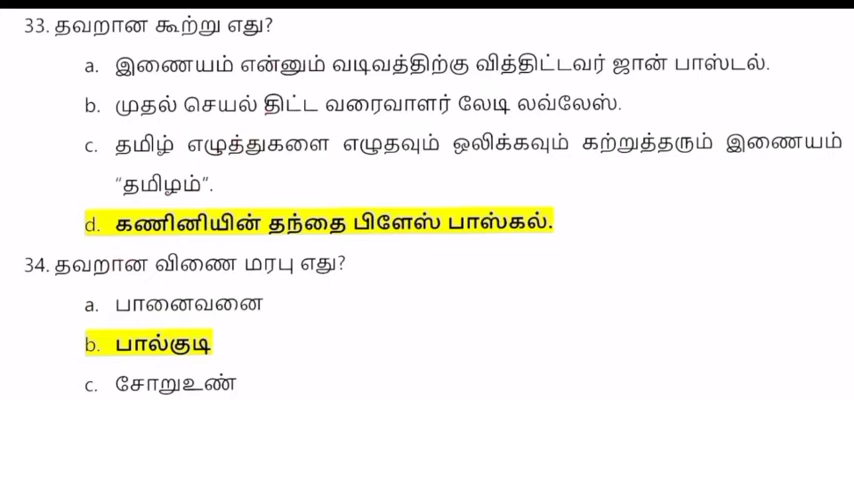 33. தவறான கூற்று எது?
a. இணையம் என்னும் வடிவத்திற்கு வித்திட்டவர் ஜான் பாஸ்டல்.
b. முதல் செயல் திட்ட வரைவாளர் லேடி லவ்லேஸ்.
c. தமிழ் எழுத்துகளை எழுதவும் ஒலிக்கவும் கற்றுத்தரும் இணையம்
“தமிழம்”.
d. கணினியின் தந்தை பிளேஸ் பாஸ்கல்.
34. தவறான விணை மரபு எது?
a. பானைவனை
b. பால்குடி
c. சோறுஉண்